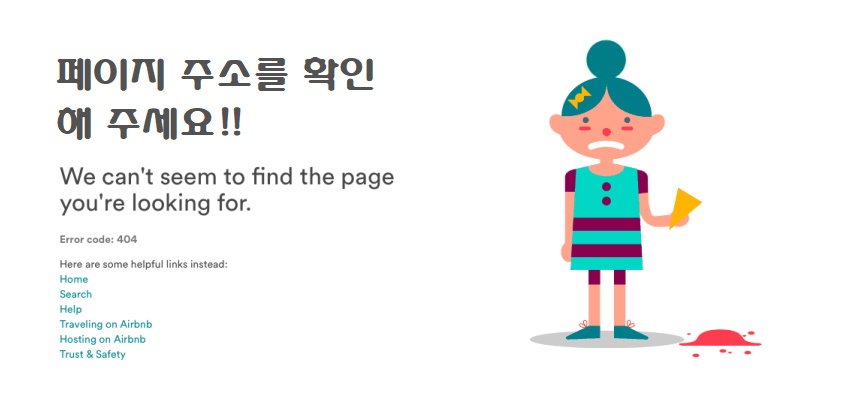 페이지 주소를 확인
해 주세요!!
We can't seem to find the page
you're looking for.
Error code: 404
Here are some helpful links instead:
Home
Search
Help
Traveling on Airbnb
Hosting on Airbnb
Trust & Safety